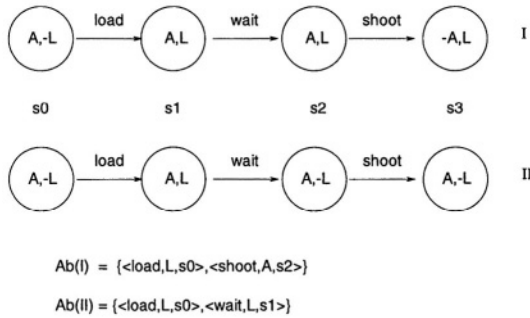 load wait shoot
A,-L A,L A,L -A,L I
s0 s1 s2 s3
load wait shoot
A,-L A,L A,-L A,-L II
Ab(I) = {<load,L,s0>,<shoot,A,s2>}
Ab(II) = {<load,L,s0>,<wait,L,s1>}